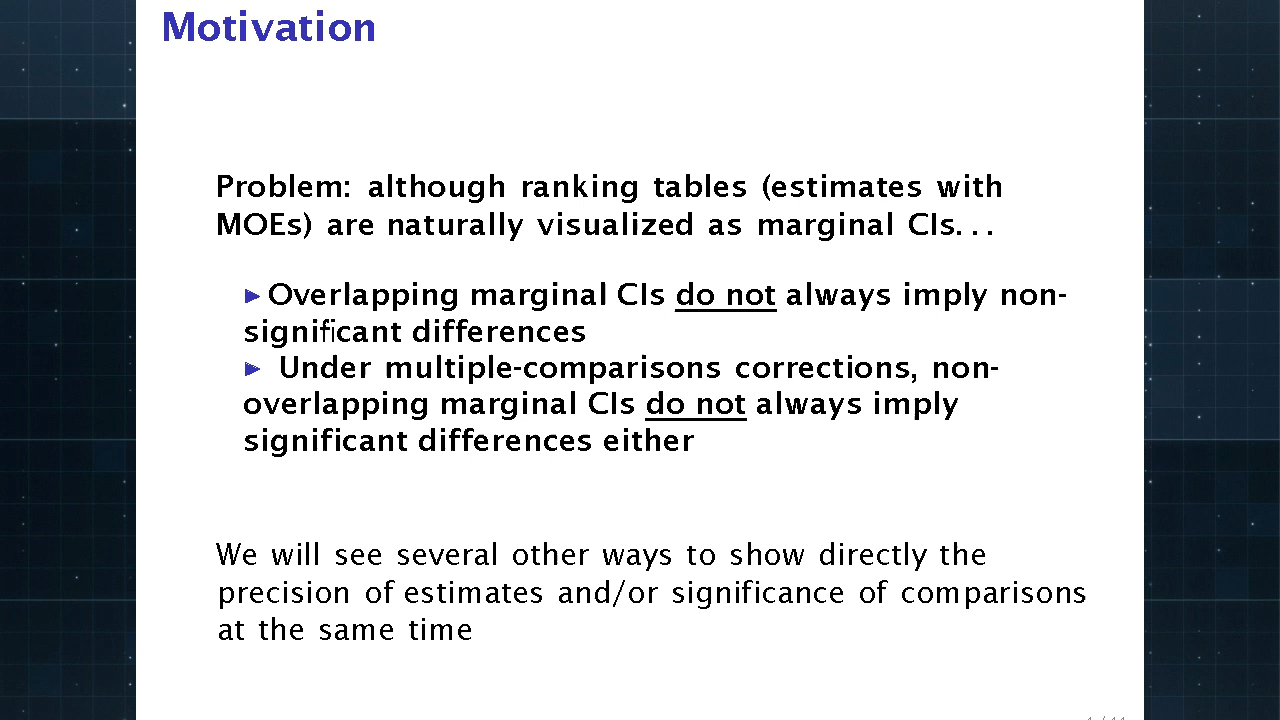 Motivation
Problem: although ranking tables (estimates with
MOEs) are naturally visualized as marginal CIs...
▶ Overlapping marginal CIs do not always imply non-
significant differences
▶ Under multiple-comparisons corrections, non-
overlapping marginal CIs do not always imply
significant differences either
We will see several other ways to show directly the
precision of estimates and/or significance of comparisons
at the same time